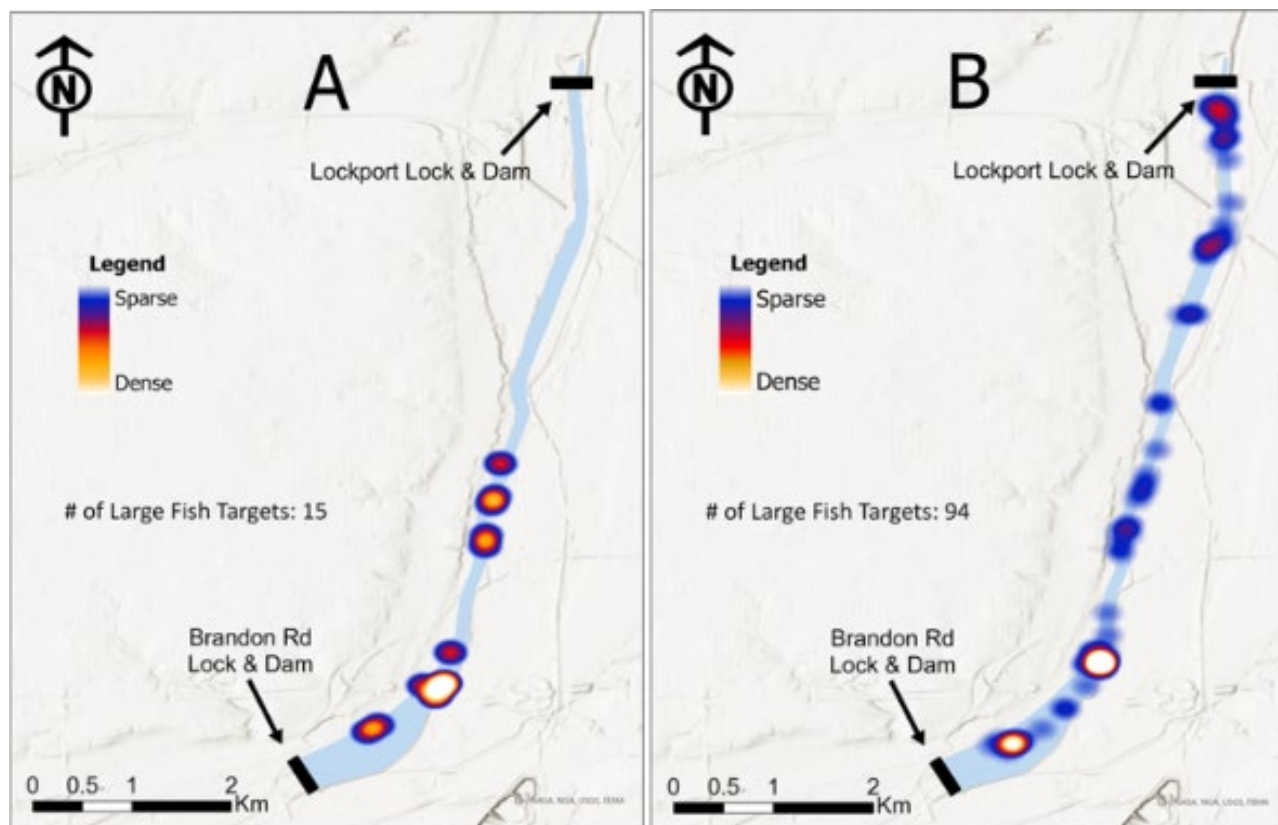 N
A
Lockport Lock & Dam
Legend
Sparse
Dense
# of Large Fish Targets: 15
Brandon Rd
Lock & Dam
0 0.5 1 2
Km
N
B
Lockport Lock & Dam
Legend
Sparse
Dense
# of Large Fish Targets: 94
Brandon Rd
Lock & Dam
0 0.5 1 2
Km